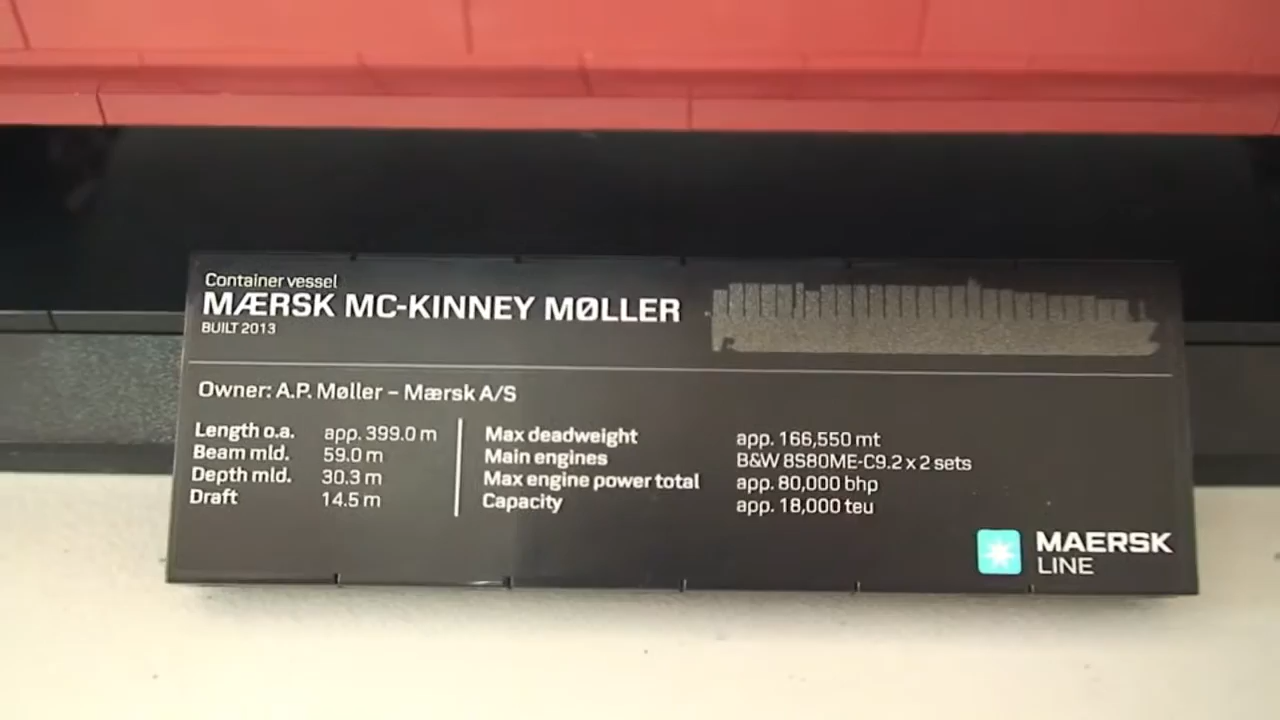 Container vessel
MÆRSK MC-KINNEY MØLLER
BUILT 2013
Owner: A.P. Møller – Mærsk A/S
Length o.a. app. 399.0 m
Beam mld. 59.0 m
Depth mld. 30.3 m
Draft 14.5 m
Max deadweight app. 166,550 mt
Main engines B&W 8S80ME-C9.2 x 2 sets
Max engine power total app. 80,000 bhp
Capacity app. 18,000 teu
MAERSK
LINE